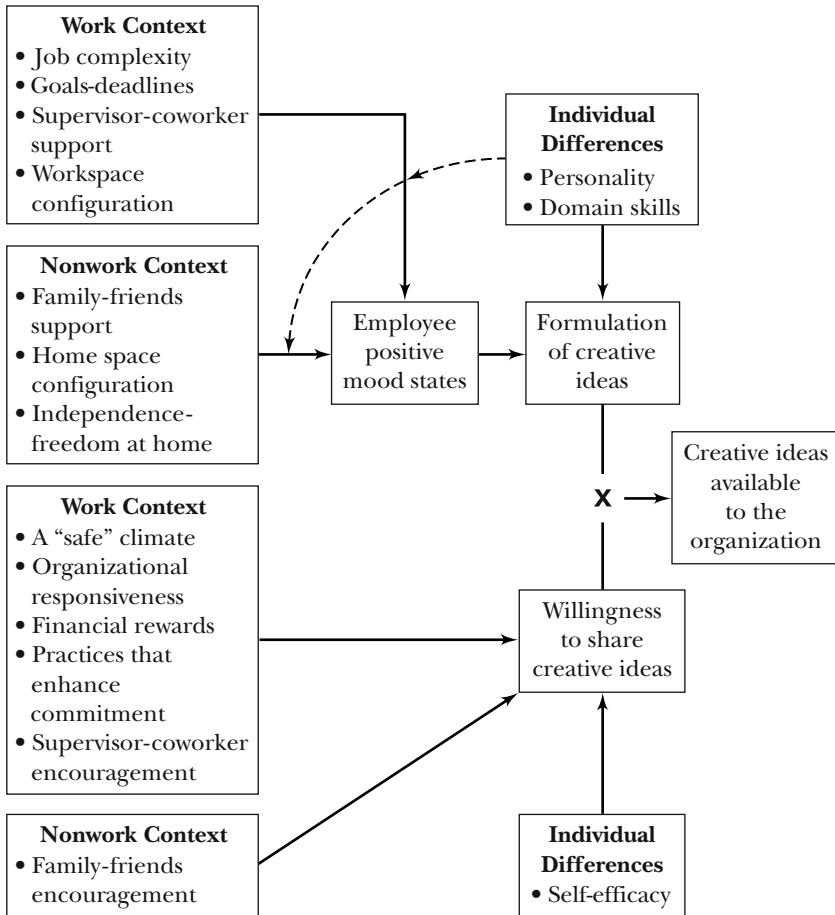 Work Context
• Job complexity
• Goals-deadlines
• Supervisor-coworker
support
• Workspace
configuration
Individual
Differences
• Personality
• Domain skills
Nonwork Context
• Family-friends
support
• Home space
configuration
• Independence-
freedom at home
Employee
positive
mood states
Formulation
of creative
ideas
X
Creative ideas
available
to the
organization
Work Context
• A “safe” climate
• Organizational
responsiveness
• Financial rewards
• Practices that
enhance
commitment
• Supervisor-coworker
encouragement
Willingness
to share
creative ideas
Nonwork Context
• Family-friends
encouragement
Individual
Differences
• Self-efficacy